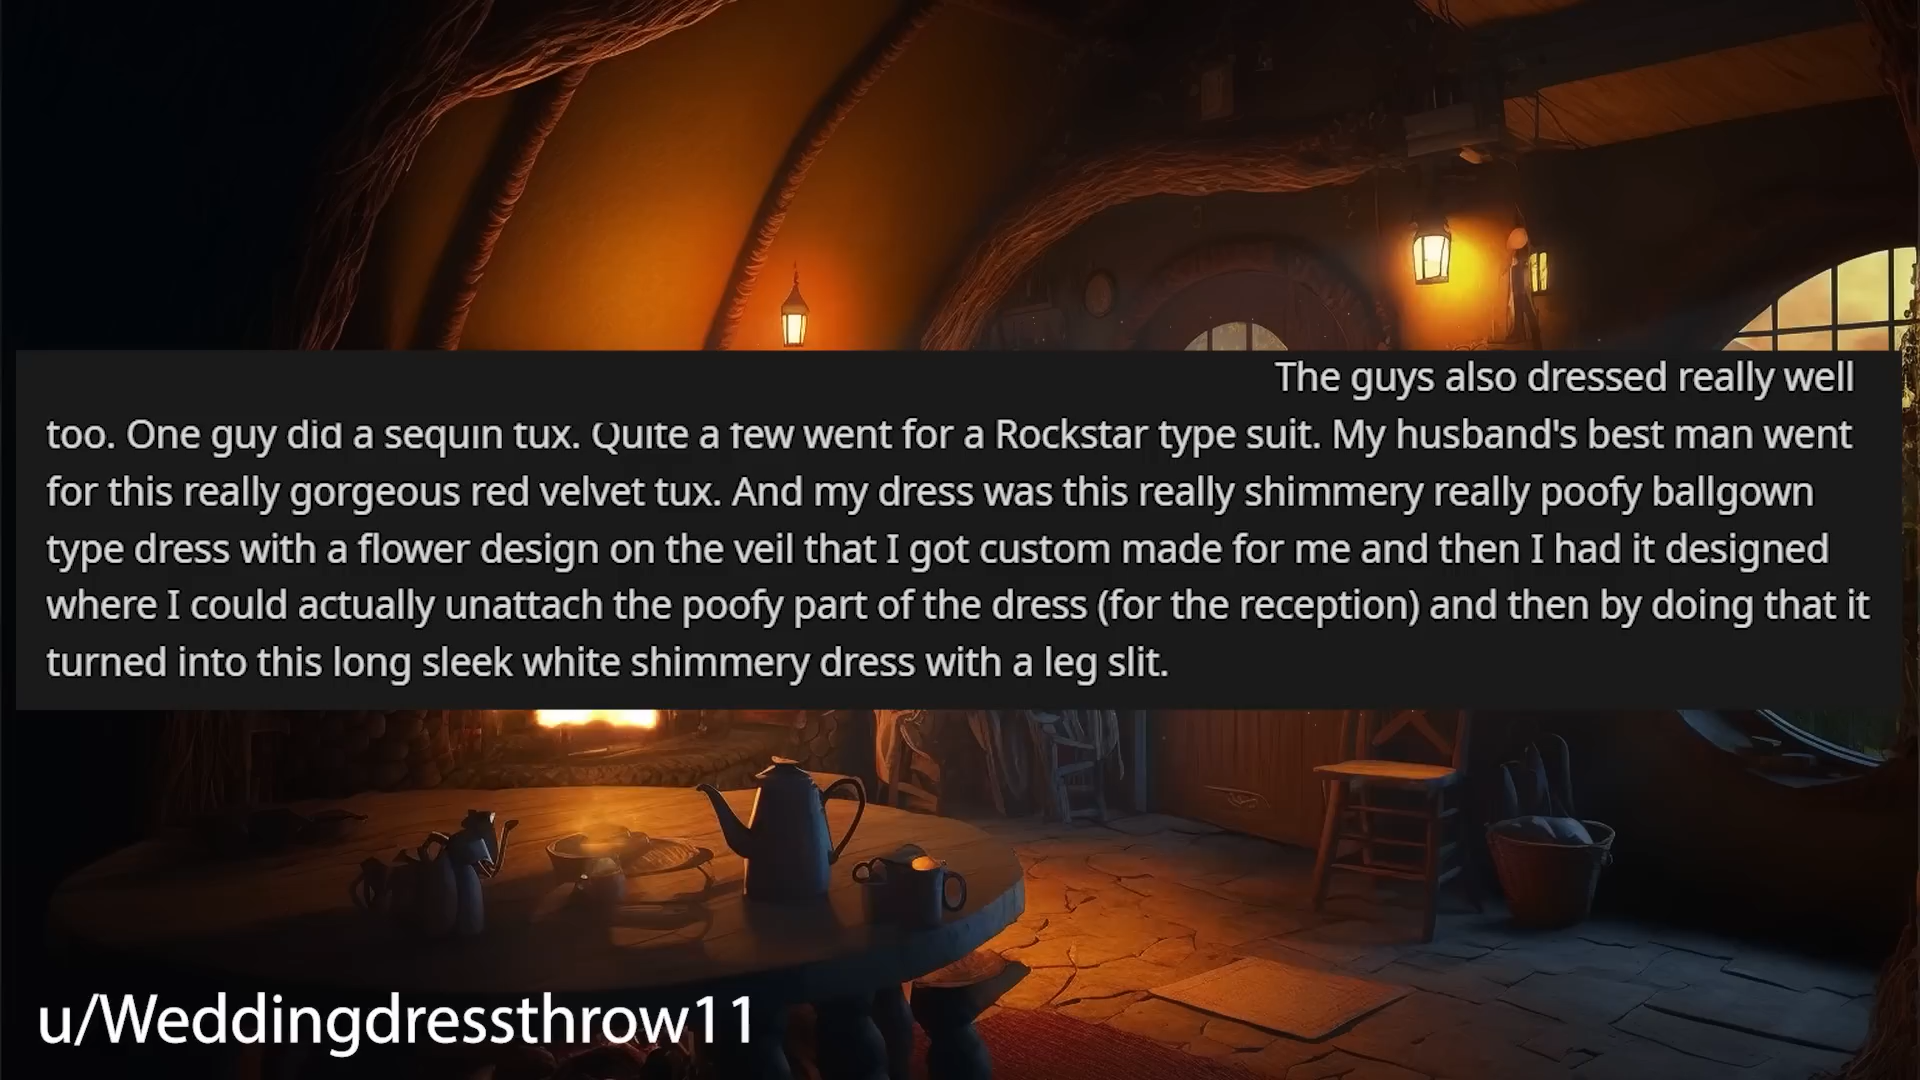 The guys also dressed really well
too. One guy did a sequin tux. Quite a few went for a Rockstar type suit. My husband's best man went
for this really gorgeous red velvet tux. And my dress was this really shimmery really poofy ballgown
type dress with a flower design on the veil that I got custom made for me and then I had it designed
where I could actually unattach the poofy part of the dress (for the reception) and then by doing that it
turned into this long sleek white shimmery dress with a leg slit.
u/Weddingdressthrow11